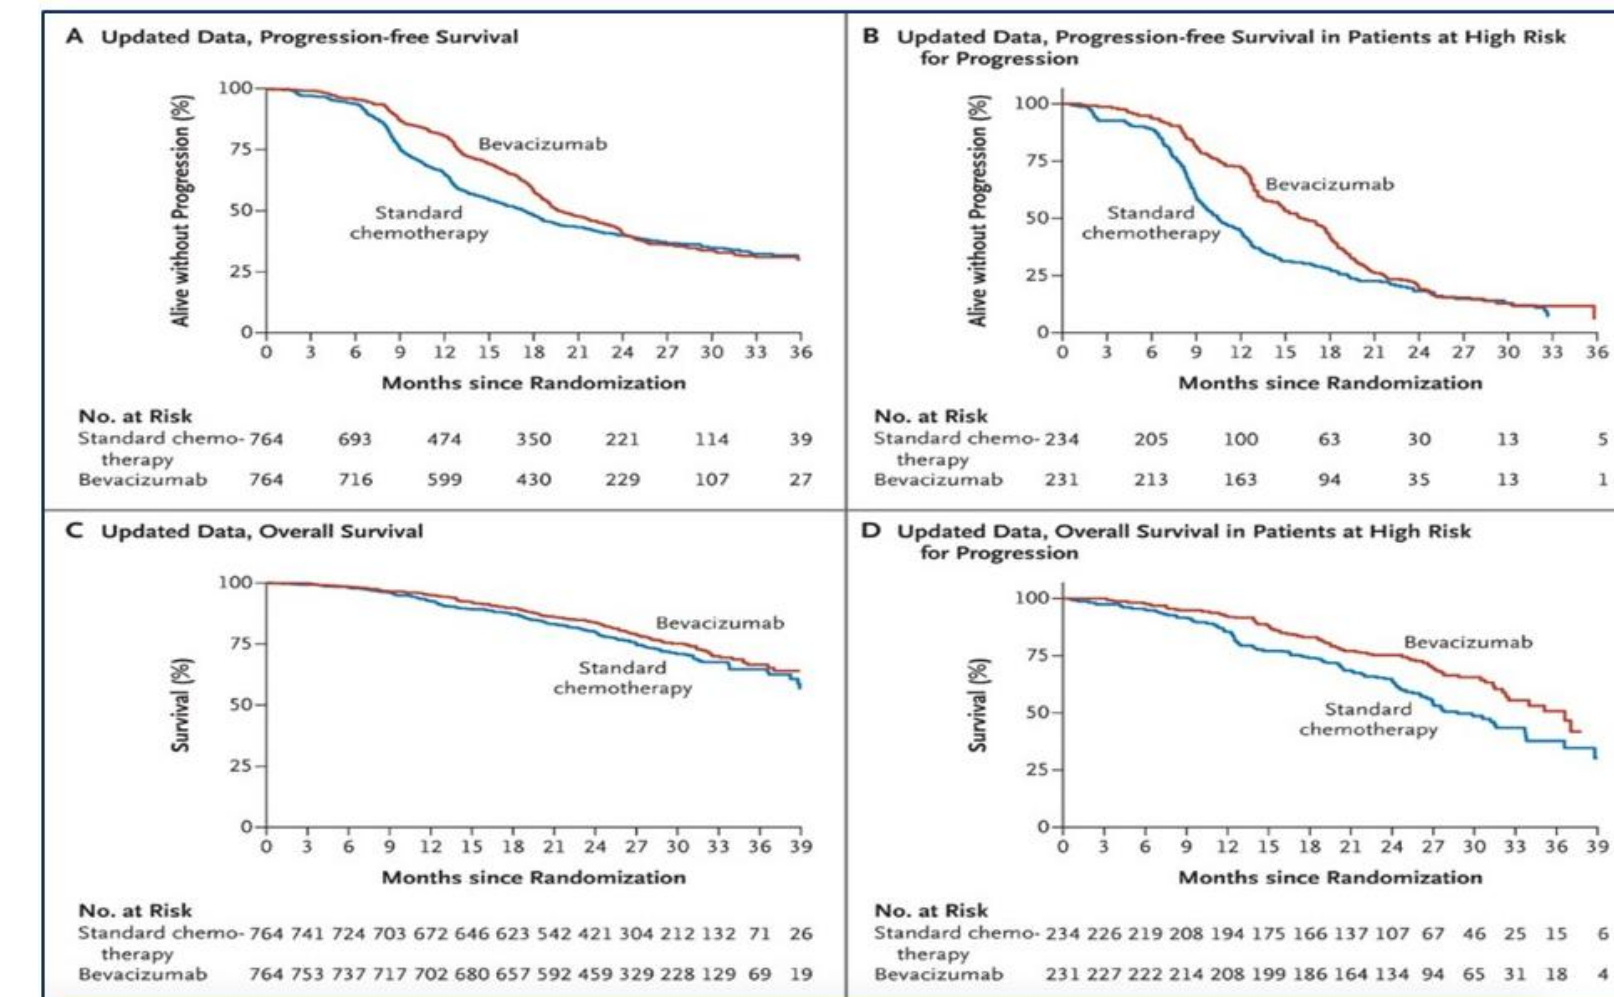 A Updated Data, Progression-free Survival
Alive without Progression (%)
100
75
50
25
0
Bevacizumab
Standard
chemotherapy
0 3 6 9 12 15 18 21 24 27 30 33 36
Months since Randomization
No. at Risk
Standard chemo- 764 693 474 350 221 114 39
therapy
Bevacizumab 764 716 599 430 229 107 27
B Updated Data, Progression-free Survival in Patients at High Risk
for Progression
Alive without Progression (%)
100
75
50
25
0
Bevacizumab
Standard
chemotherapy
0 3 6 9 12 15 18 21 24 27 30 33 36
Months since Randomization
No. at Risk
Standard chemo- 234 205 100 63 30 13 5
therapy
Bevacizumab 231 213 163 94 35 13 1
C Updated Data, Overall Survival
Survival (%)
100
75
50
25
0
Bevacizumab
Standard
chemotherapy
0 3 6 9 12 15 18 21 24 27 30 33 36 39
Months since Randomization
No. at Risk
Standard chemo- 764 741 724 703 672 646 623 542 421 304 212 132 71 26
therapy
Bevacizumab 764 753 737 717 702 680 657 592 459 329 228 129 69 19
D Updated Data, Overall Survival in Patients at High Risk
for Progression
Survival (%)
100
75
50
25
0
Bevacizumab
Standard
chemotherapy
0 3 6 9 12 15 18 21 24 27 30 33 36 39
Months since Randomization
No. at Risk
Standard chemo- 234 226 219 208 194 175 166 137 107 67 46 25 15 6
therapy
Bevacizumab 231 227 222 214 208 199 186 164 134 94 65 31 18 4